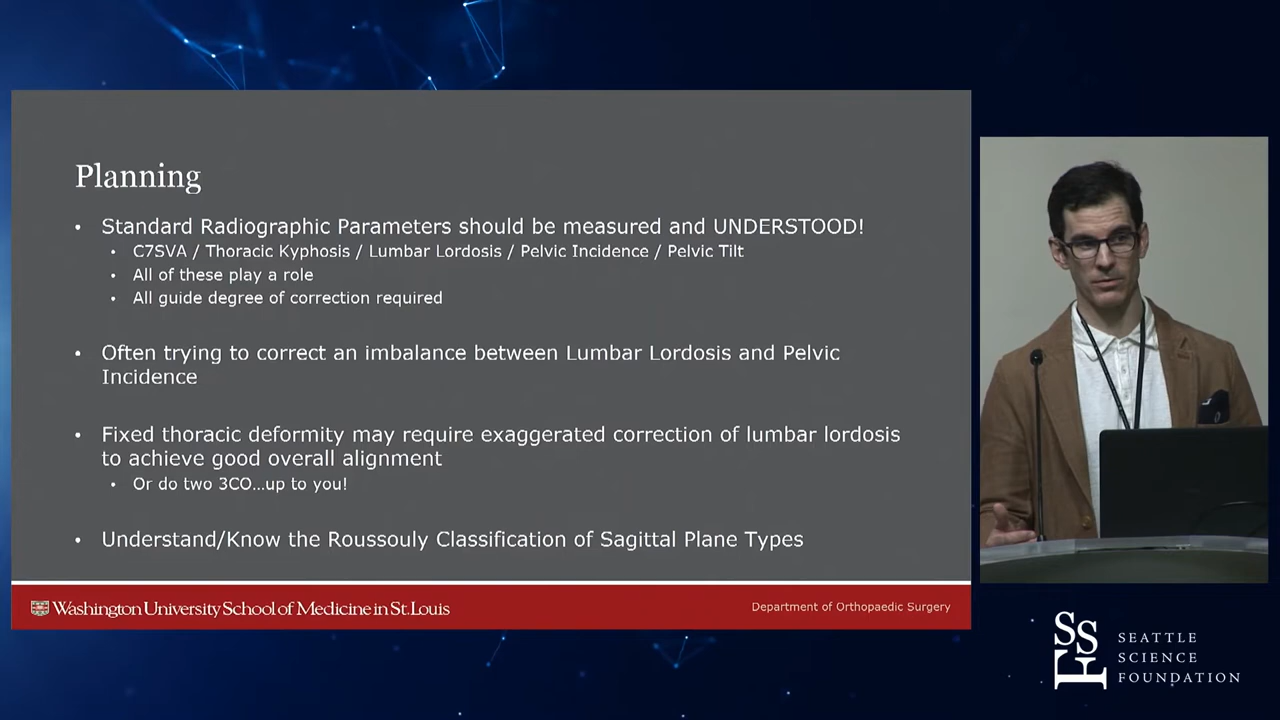 Planning
• Standard Radiographic Parameters should be measured and UNDERSTOOD!
• C7SVA / Thoracic Kyphosis / Lumbar Lordosis / Pelvic Incidence / Pelvic Tilt
• All of these play a role
• All guide degree of correction required
• Often trying to correct an imbalance between Lumbar Lordosis and Pelvic
Incidence
• Fixed thoracic deformity may require exaggerated correction of lumbar lordosis
to achieve good overall alignment
• Or do two 3CO...up to you!
• Understand/Know the Roussouly Classification of Sagittal Plane Types
Washington University School of Medicine in St. Louis
Department of Orthopaedic Surgery
SSF
SEATTLE
SCIENCE
FOUNDATION